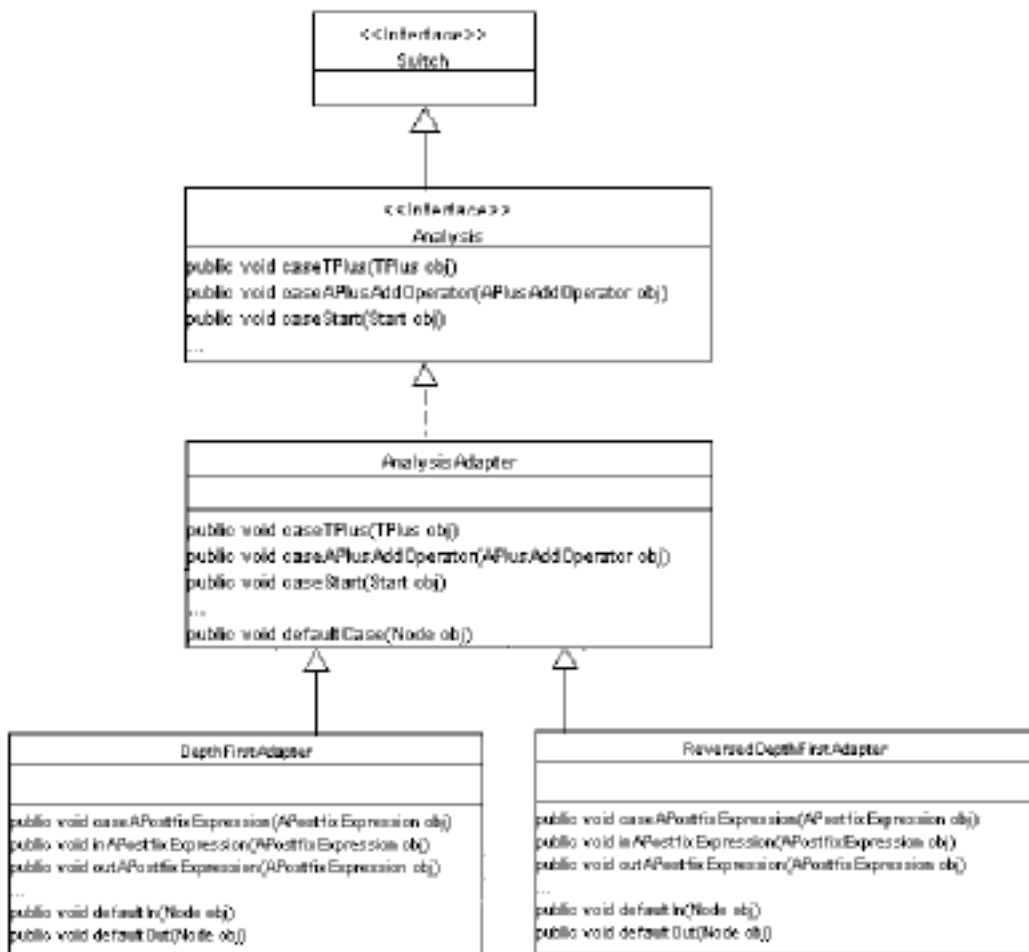 <<Interface>>
Switch
<<Interface>>
Analysis
public void caseTPlus(TPlus obj)
public void caseAPlusAddOperator(APlusAddOperator obj)
public void caseStart(Start obj)
...
AnalysisAdapter
public void caseTPlus(TPlus obj)
public void caseAPlusAddOperator(APlusAddOperator obj)
public void caseStart(Start obj)
...
public void defaultCase(Node obj)
DepthFirstAdapter
public void caseAPostfixExpression(APostfixExpression obj)
public void inAPostfixExpression(APostfixExpression obj)
public void outAPostfixExpression(APostfixExpression obj)
...
public void defaultIn(Node obj)
public void defaultOut(Node obj)
ReversedDepthFirstAdapter
public void caseAPostfixExpression(APostfixExpression obj)
public void inAPostfixExpression(APostfixExpression obj)
public void outAPostfixExpression(APostfixExpression obj)
...
public void defaultIn(Node obj)
public void defaultOut(Node obj)